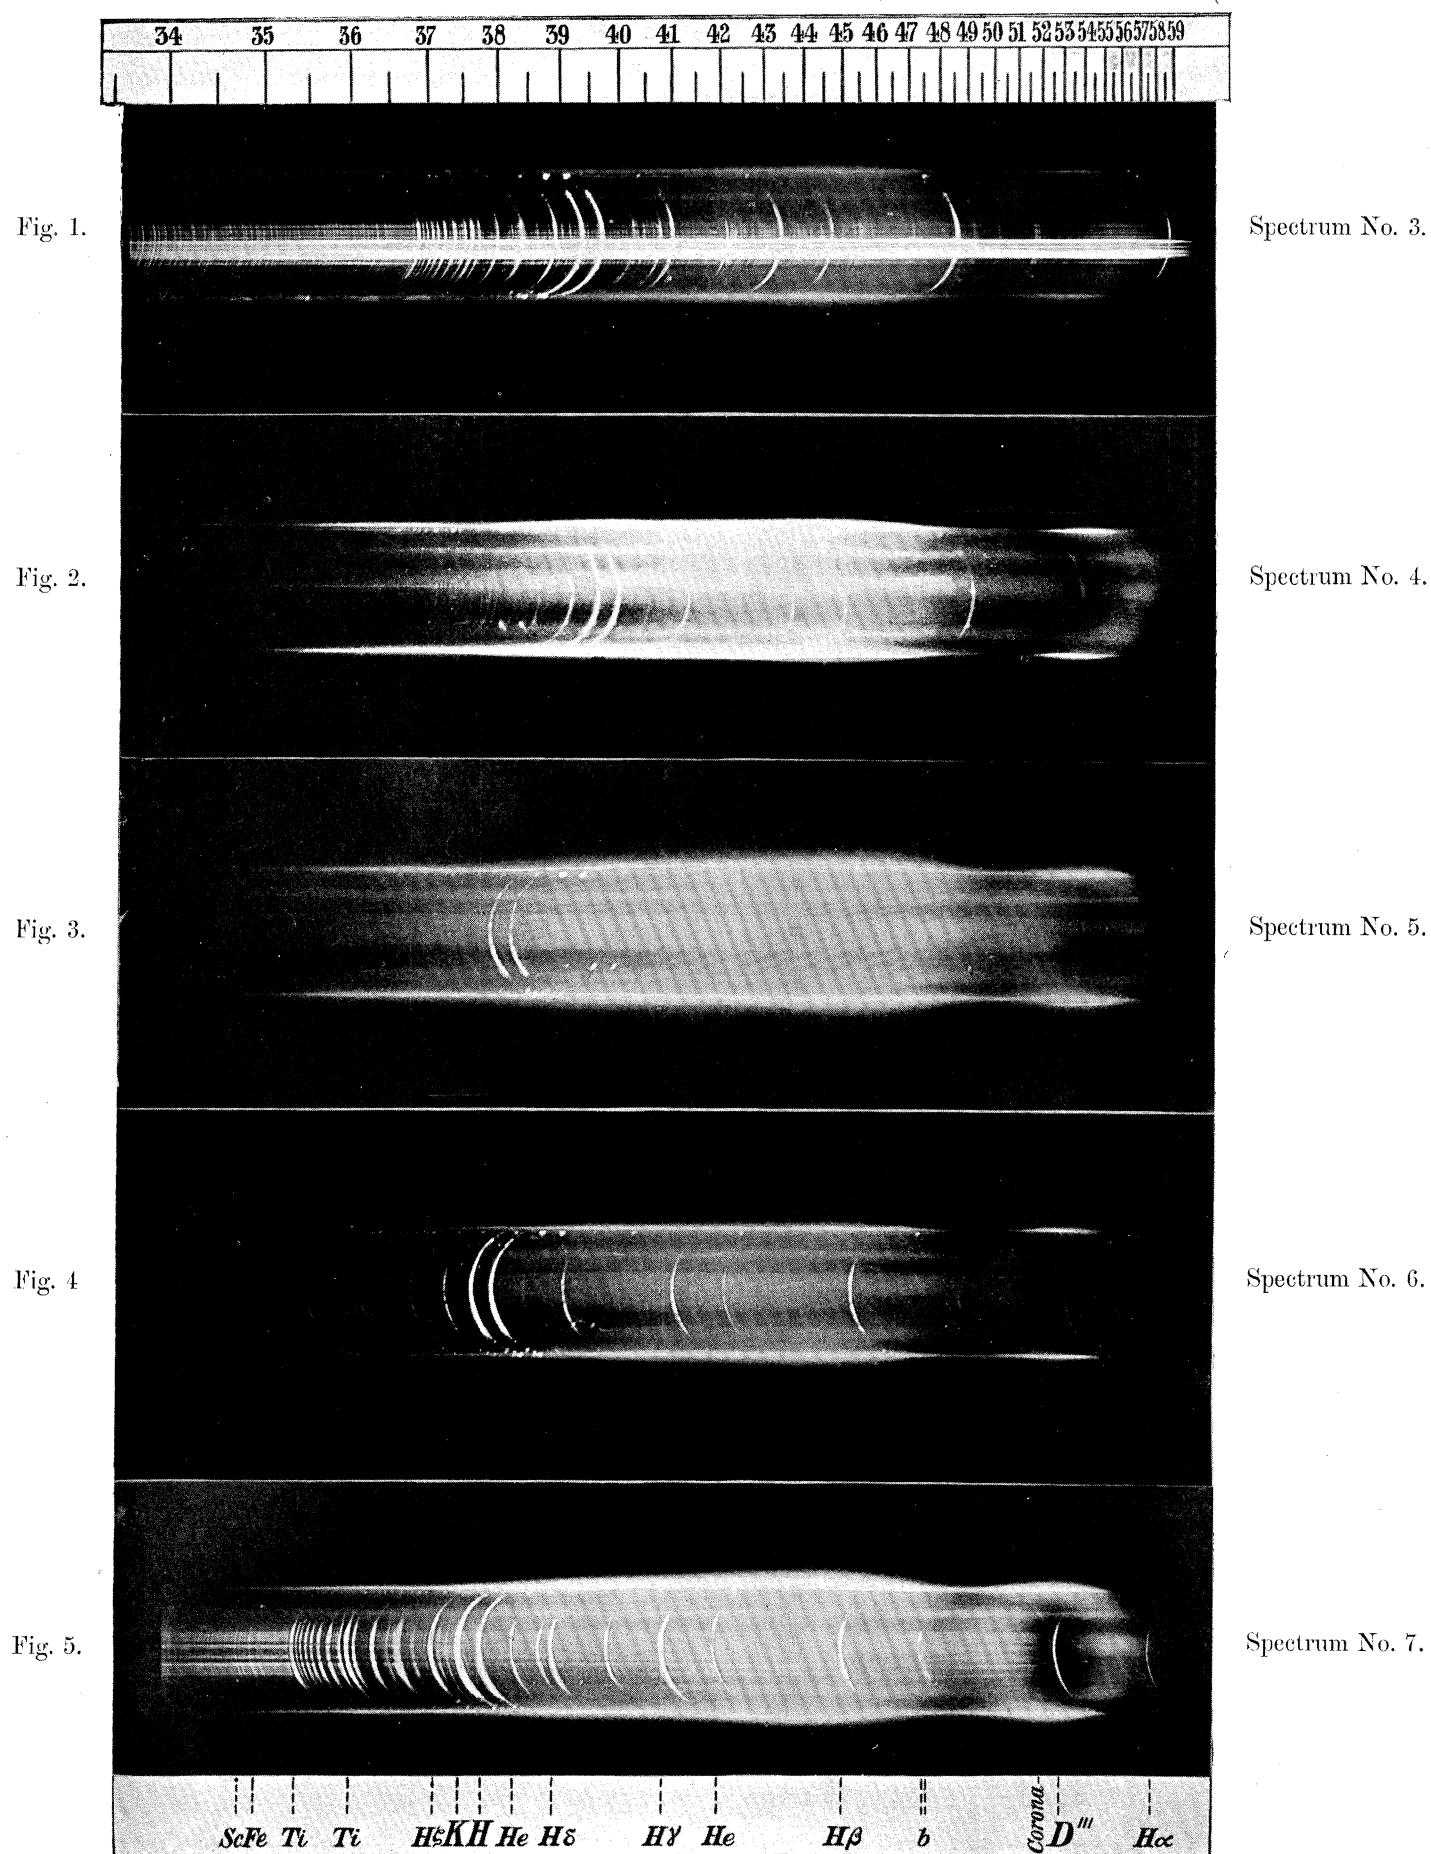 34 35 36 37 38 39 40 41 42 43 44 45 46 47 48 49 50 51 52 53 54 55 56 57 58 59
Fig. 1.
Spectrum No. 3.
Fig. 2.
Spectrum No. 4.
Fig. 3.
Spectrum No. 5.
Fig. 4
Spectrum No. 6.
Fig. 5.
Spectrum No. 7.
Sc Fe Ti Ti Hζ K H He Hδ Hγ He Hβ b Corona D''' Hα